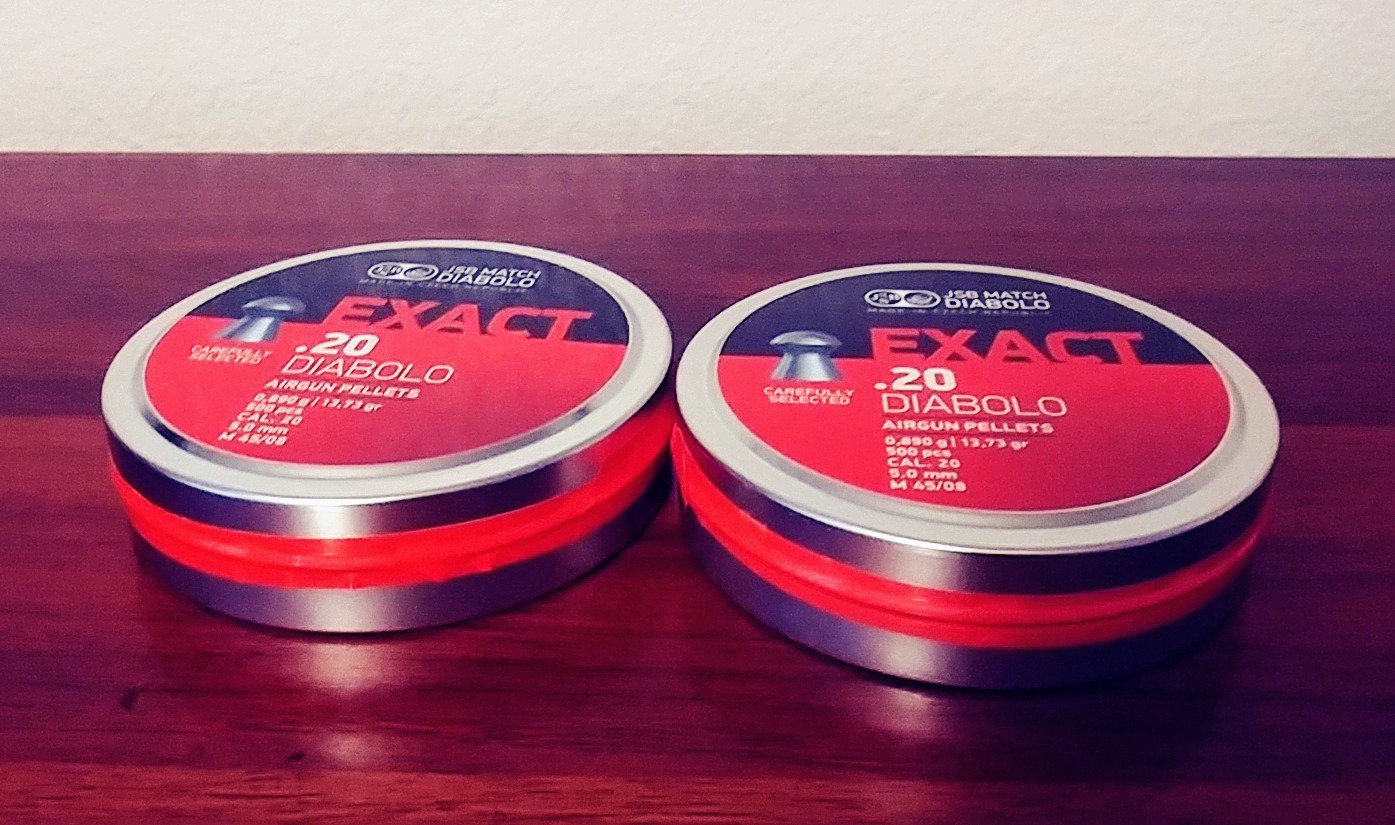 JSB MATCH
DIABOLO
MADE IN CZECH REPUBLIC
EXACT
CAREFULLY
SELECTED
.20
DIABOLO
AIRGUN PELLETS
0,890 g | 13,73 gr
500 pcs
CAL. 20
5.0 mm
M 45/08
JSB
JSB MATCH
DIABOLO
MADE IN CZECH REPUBLIC
EXACT
CAREFULLY
SELECTED
.20
DIABOLO
AIRGUN PELLETS
0,890 g | 13,73 gr
500 pcs
CAL. 20
5.0 mm
M 45/08